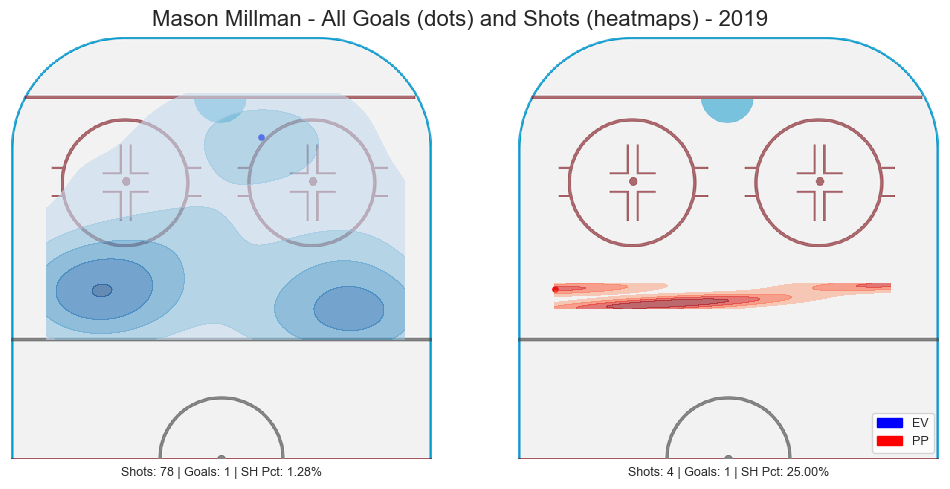 Mason Millman - All Goals (dots) and Shots (heatmaps) - 2019
EV
PP
Shots: 78 | Goals: 1 | SH Pct: 1.28%
Shots: 4 | Goals: 1 | SH Pct: 25.00%